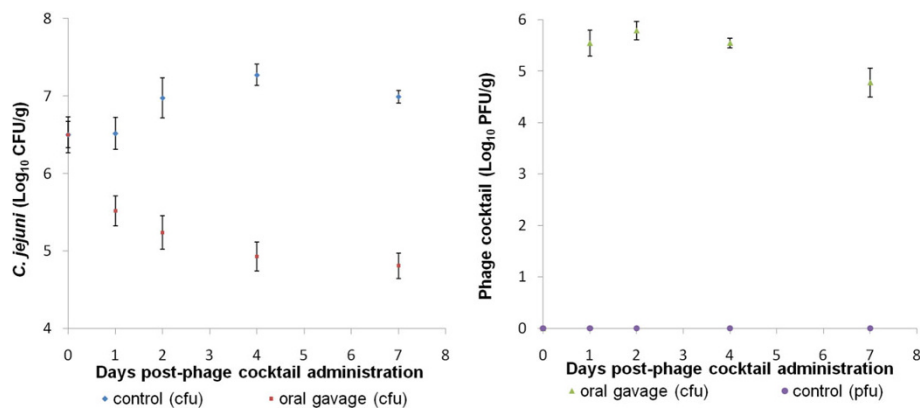 8
7
6
5
4
C. jejuni (Log10 CFU/g)
0 1 2 3 4 5 6 7 8
Days post-phage cocktail administration
control (cfu) oral gavage (cfu)
6
5
4
3
2
1
0
Phage cocktail (Log10 PFU/g)
0 1 2 3 4 5 6 7 8
Days post-phage cocktail administration
oral gavage (cfu) control (pfu)